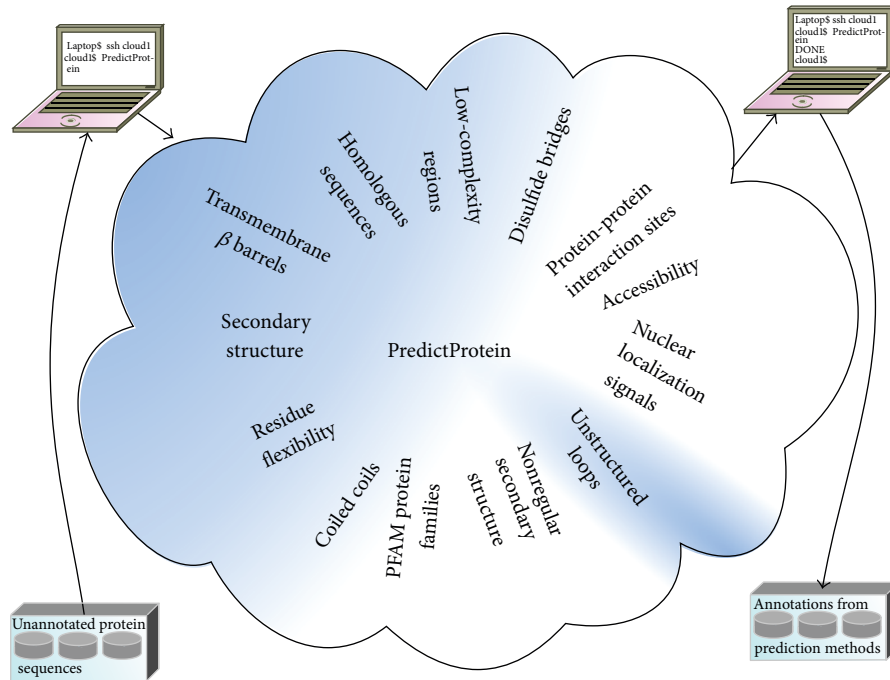 Laptop$ ssh cloud1
cloud1$ PredictProt-
ein
Laptop$ ssh cloud1
cloud1$ PredictProt-
ein
DONE
cloud1$
Transmembrane
β barrels
Homologous
sequences
Low-complexity
regions
Disulfide bridges
Protein-protein
interaction sites
Accessibility
Nuclear
localization
signals
Secondary
structure
PredictProtein
Residue
flexibility
Coiled coils
PFAM protein
families
Nonregular
secondary
structure
Unstructured
loops
Unannotated protein
sequences
Annotations from
prediction methods